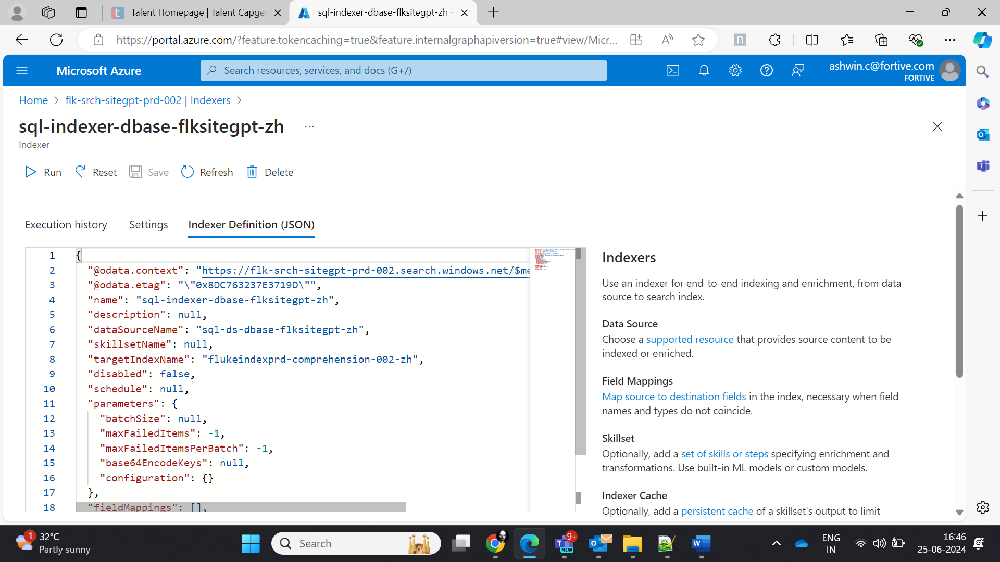 Talent Homepage | Talent Capger
sql-indexer-dbase-flksitegpt-zh -
https://portal.azure.com/?feature.tokencaching=true&feature.internalgraphapiversion=true#view/Micr...
Microsoft Azure
Search resources, services, and docs (G+/)
ashwin.c@fortive.com
FORTIVE
Home > flk-srch-sitegpt-prd-002 | Indexers >
sql-indexer-dbase-flksitegpt-zh ...
Indexer
Run Reset Save Refresh Delete
Execution history Settings Indexer Definition (JSON)
1 {
2 "@odata.context": "https://flk-srch-sitegpt-prd-002.search.windows.net/$me
3 "@odata.etag": "\"0x8DC763237E3719D\"",
4 "name": "sql-indexer-dbase-flksitegpt-zh",
5 "description": null,
6 "dataSourceName": "sql-ds-dbase-flksitegpt-zh",
7 "skillsetName": null,
8 "targetIndexName": "flukeindexprd-comprehension-002-zh",
9 "disabled": false,
10 "schedule": null,
11 "parameters": {
12 "batchSize": null,
13 "maxFailedItems": -1,
14 "maxFailedItemsPerBatch": -1,
15 "base64EncodeKeys": null,
16 "configuration": {}
17 },
18 "fieldMappings": [],
Indexers
Use an indexer for end-to-end indexing and enrichment, from data
source to search index.
Data Source
Choose a supported resource that provides source content to be
indexed or enriched.
Field Mappings
Map source to destination fields in the index, necessary when field
names and types do not coincide.
Skillset
Optionally, add a set of skills or steps specifying enrichment and
transformations. Use built-in ML models or custom models.
Indexer Cache
Optionally, add a persistent cache of a skillset's output to limit
1
32°C
Partly sunny
Search
9+
NEW
ENG
IN
16:46
25-06-2024